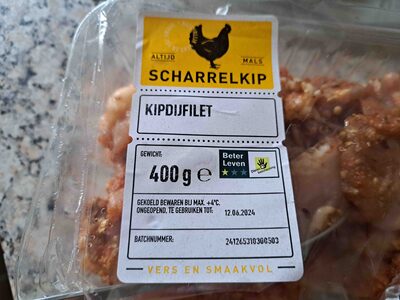 ALTIJD MALS
SCHARRELKIP
KIPDIJFILET
GEWICHT:
400 g ℮
Beter
Leven
GEKOELD BEWAREN BIJ MAX. +4°C.
ONGEOPEND, TE GEBRUIKEN TOT: 12.06.2024
BATCHNUMMER: 241265310300503
VERS EN SMAAKVOL